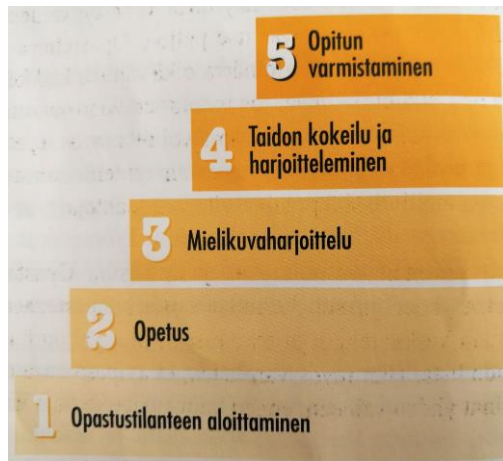 5 Opitun
varmistaminen
4 Taidon kokeilu ja
harjoitteleminen
3 Mielikuvaharjoittelu
2 Opetus
1 Opastustilanteen aloittaminen